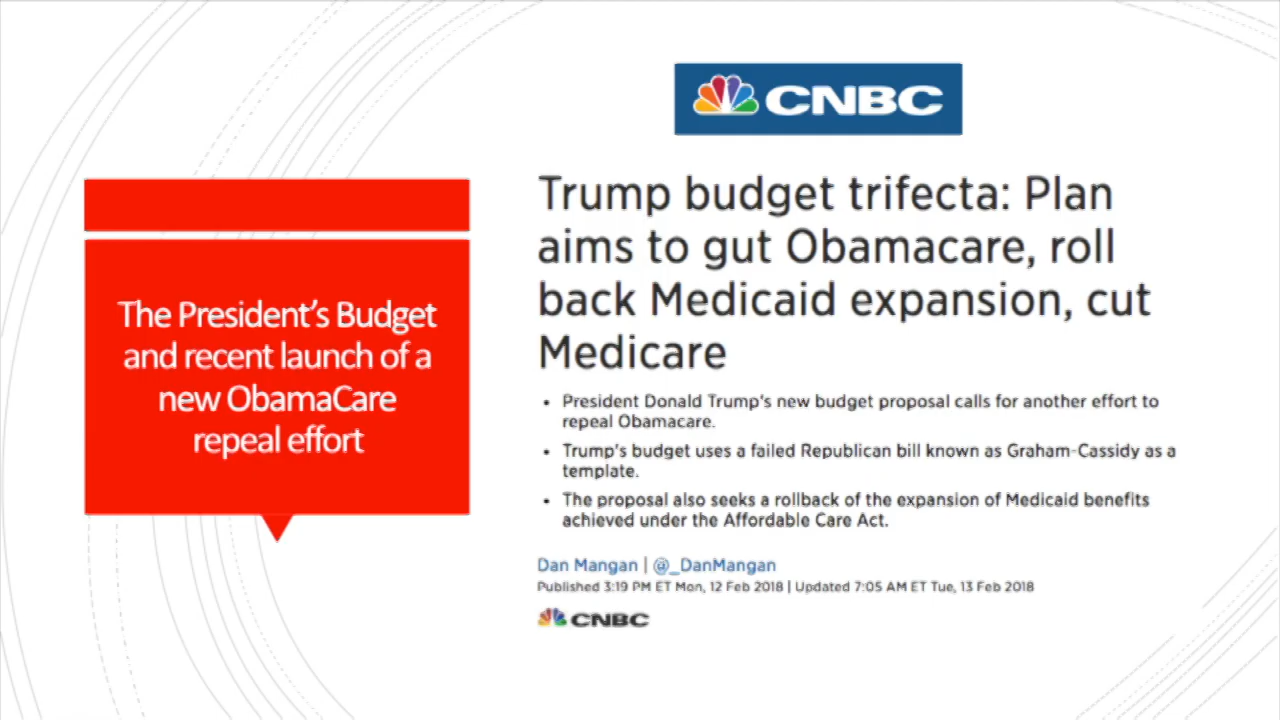 The President's Budget
and recent launch of a
new ObamaCare
repeal effort
CNBC
Trump budget trifecta: Plan
aims to gut Obamacare, roll
back Medicaid expansion, cut
Medicare
• President Donald Trump's new budget proposal calls for another effort to
repeal Obamacare.
• Trump's budget uses a failed Republican bill known as Graham-Cassidy as a
template.
• The proposal also seeks a rollback of the expansion of Medicaid benefits
achieved under the Affordable Care Act.
Dan Mangan | @_DanMangan
Published 3:19 PM ET Mon, 12 Feb 2018 | Updated 7:05 AM ET Tue, 13 Feb 2018
CNBC